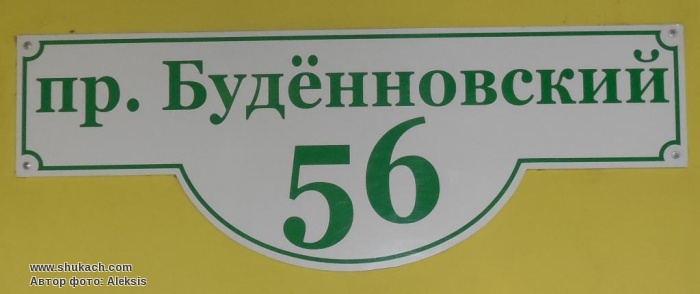 пр. Будённовский
56
www.shukach.com
Автор фото: Aleksis